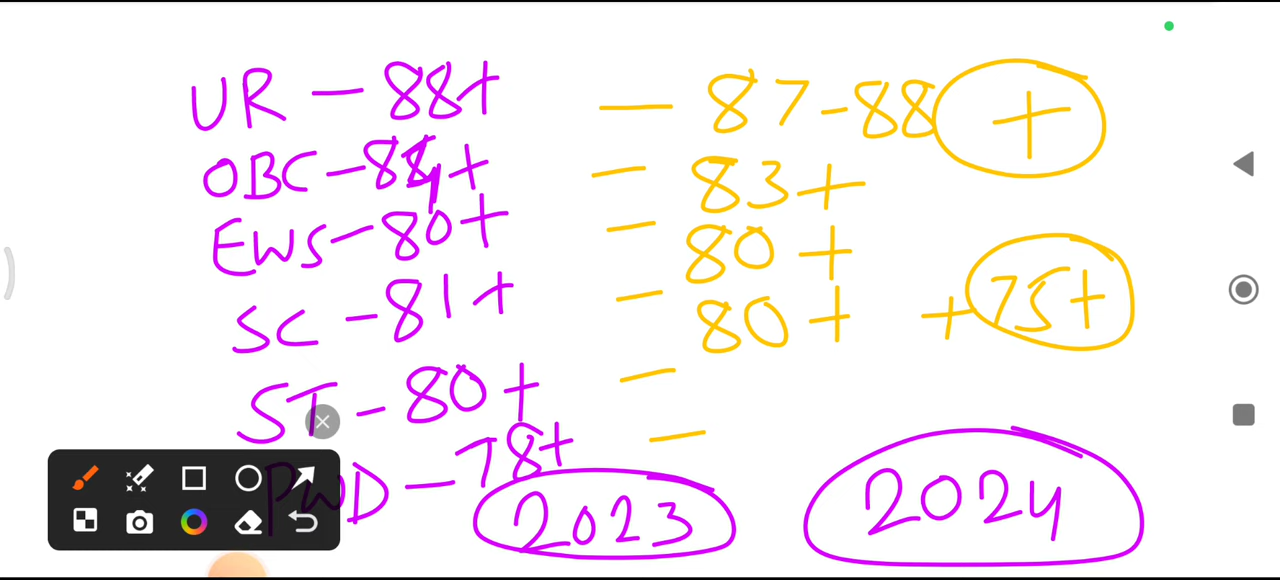 UR - 88+ - 87-88+
OBC - 84+ - 83+
EWS - 80+ - 80+
SC - 81+ - 80+ +75+
ST - 80+ -
PWD - 78+ -
2023 2024